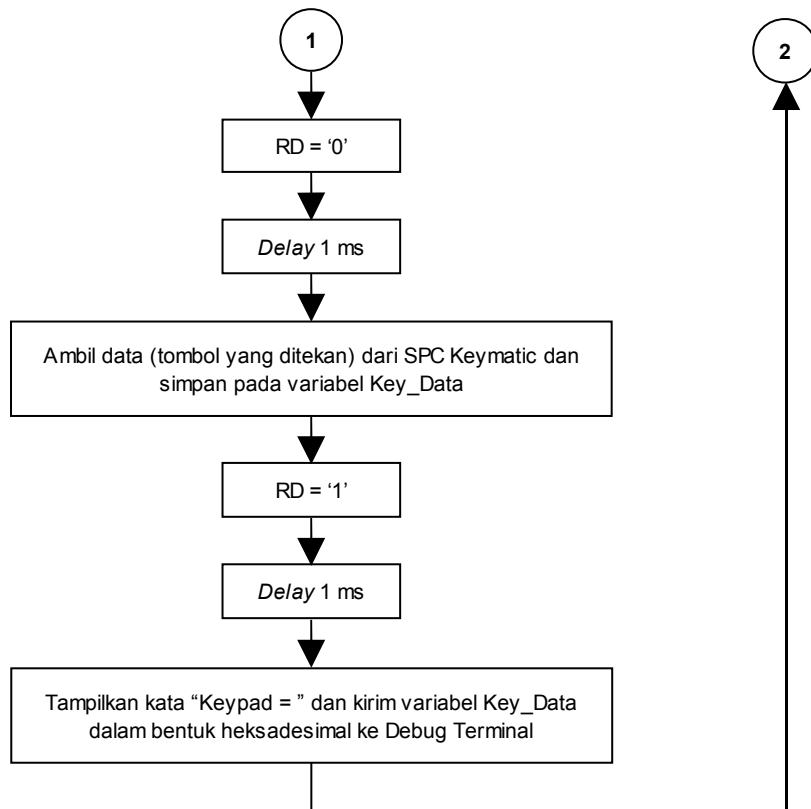 1
2
RD = ‘0’
Delay 1 ms
Ambil data (tombol yang ditekan) dari SPC Keymatic dan
simpan pada variabel Key_Data
RD = ‘1’
Delay 1 ms
Tampilkan kata “Keypad = ” dan kirim variabel Key_Data
dalam bentuk heksadesimal ke Debug Terminal